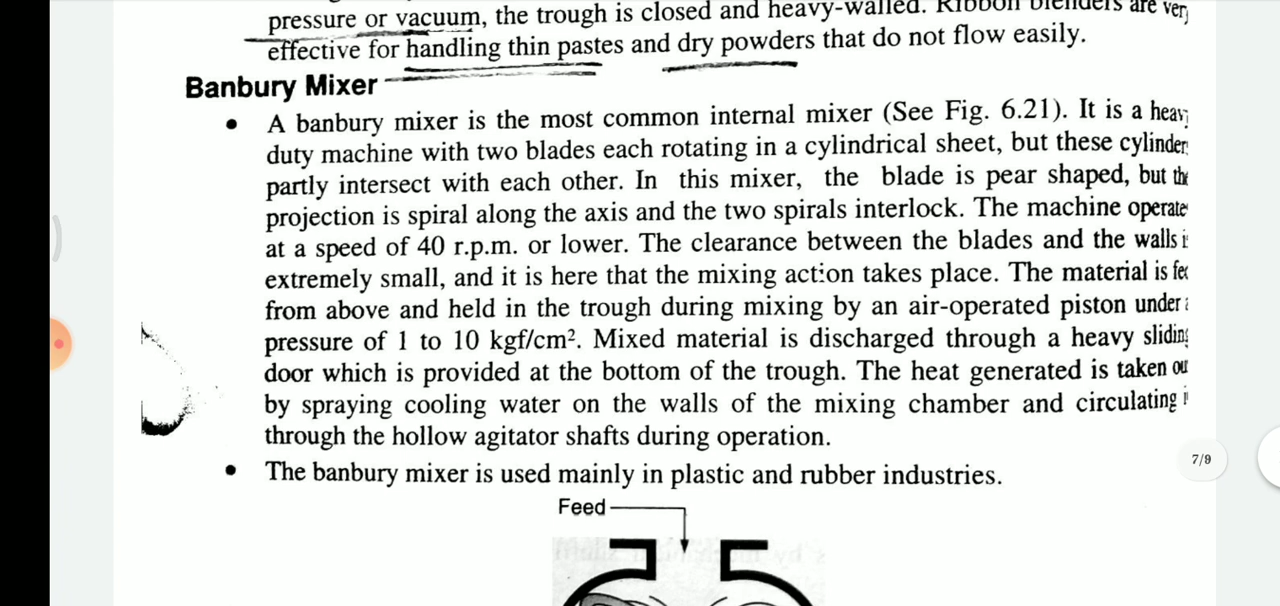 pressure or vacuum, the trough is closed and heavy-walled. Ribbon blenders are very
effective for handling thin pastes and dry powders that do not flow easily.
Banbury Mixer
• A banbury mixer is the most common internal mixer (See Fig. 6.21). It is a heavy
duty machine with two blades each rotating in a cylindrical sheet, but these cylinder
partly intersect with each other. In this mixer, the blade is pear shaped, but the
projection is spiral along the axis and the two spirals interlock. The machine operate
at a speed of 40 r.p.m. or lower. The clearance between the blades and the walls i
extremely small, and it is here that the mixing action takes place. The material is fed
from above and held in the trough during mixing by an air-operated piston under a
pressure of 1 to 10 kgf/cm². Mixed material is discharged through a heavy sliding
door which is provided at the bottom of the trough. The heat generated is taken ou
by spraying cooling water on the walls of the mixing chamber and circulating i
through the hollow agitator shafts during operation.
• The banbury mixer is used mainly in plastic and rubber industries.
Feed
7/9